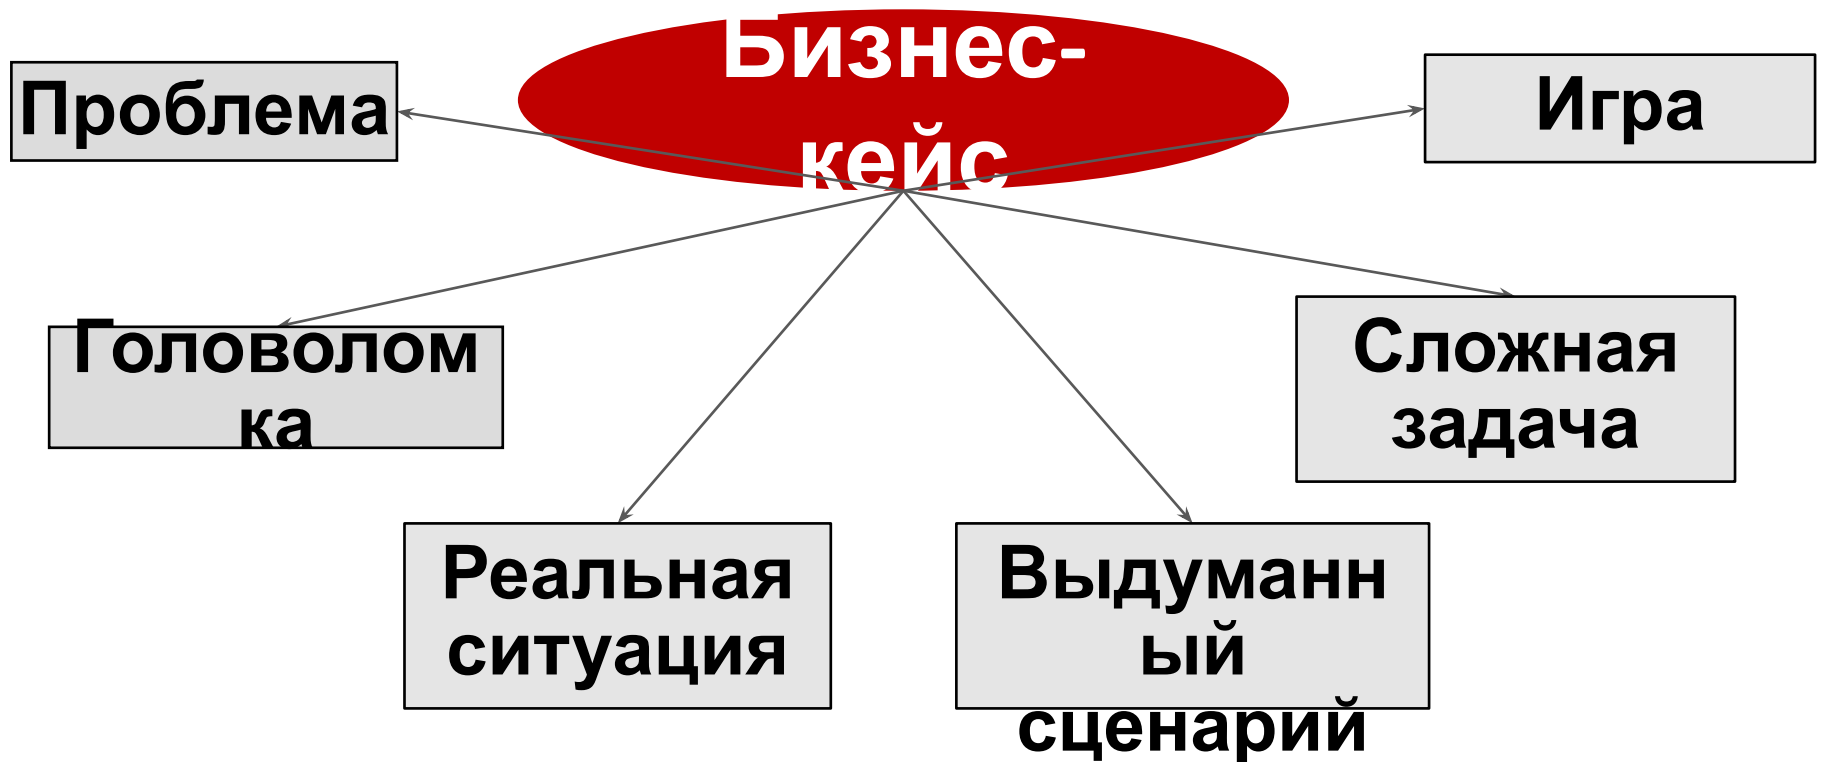 Бизнес-
кейс
Проблема
Игра
Головолом
ка
Сложная
задача
Реальная
ситуация
Выдуманн
ый
сценарий